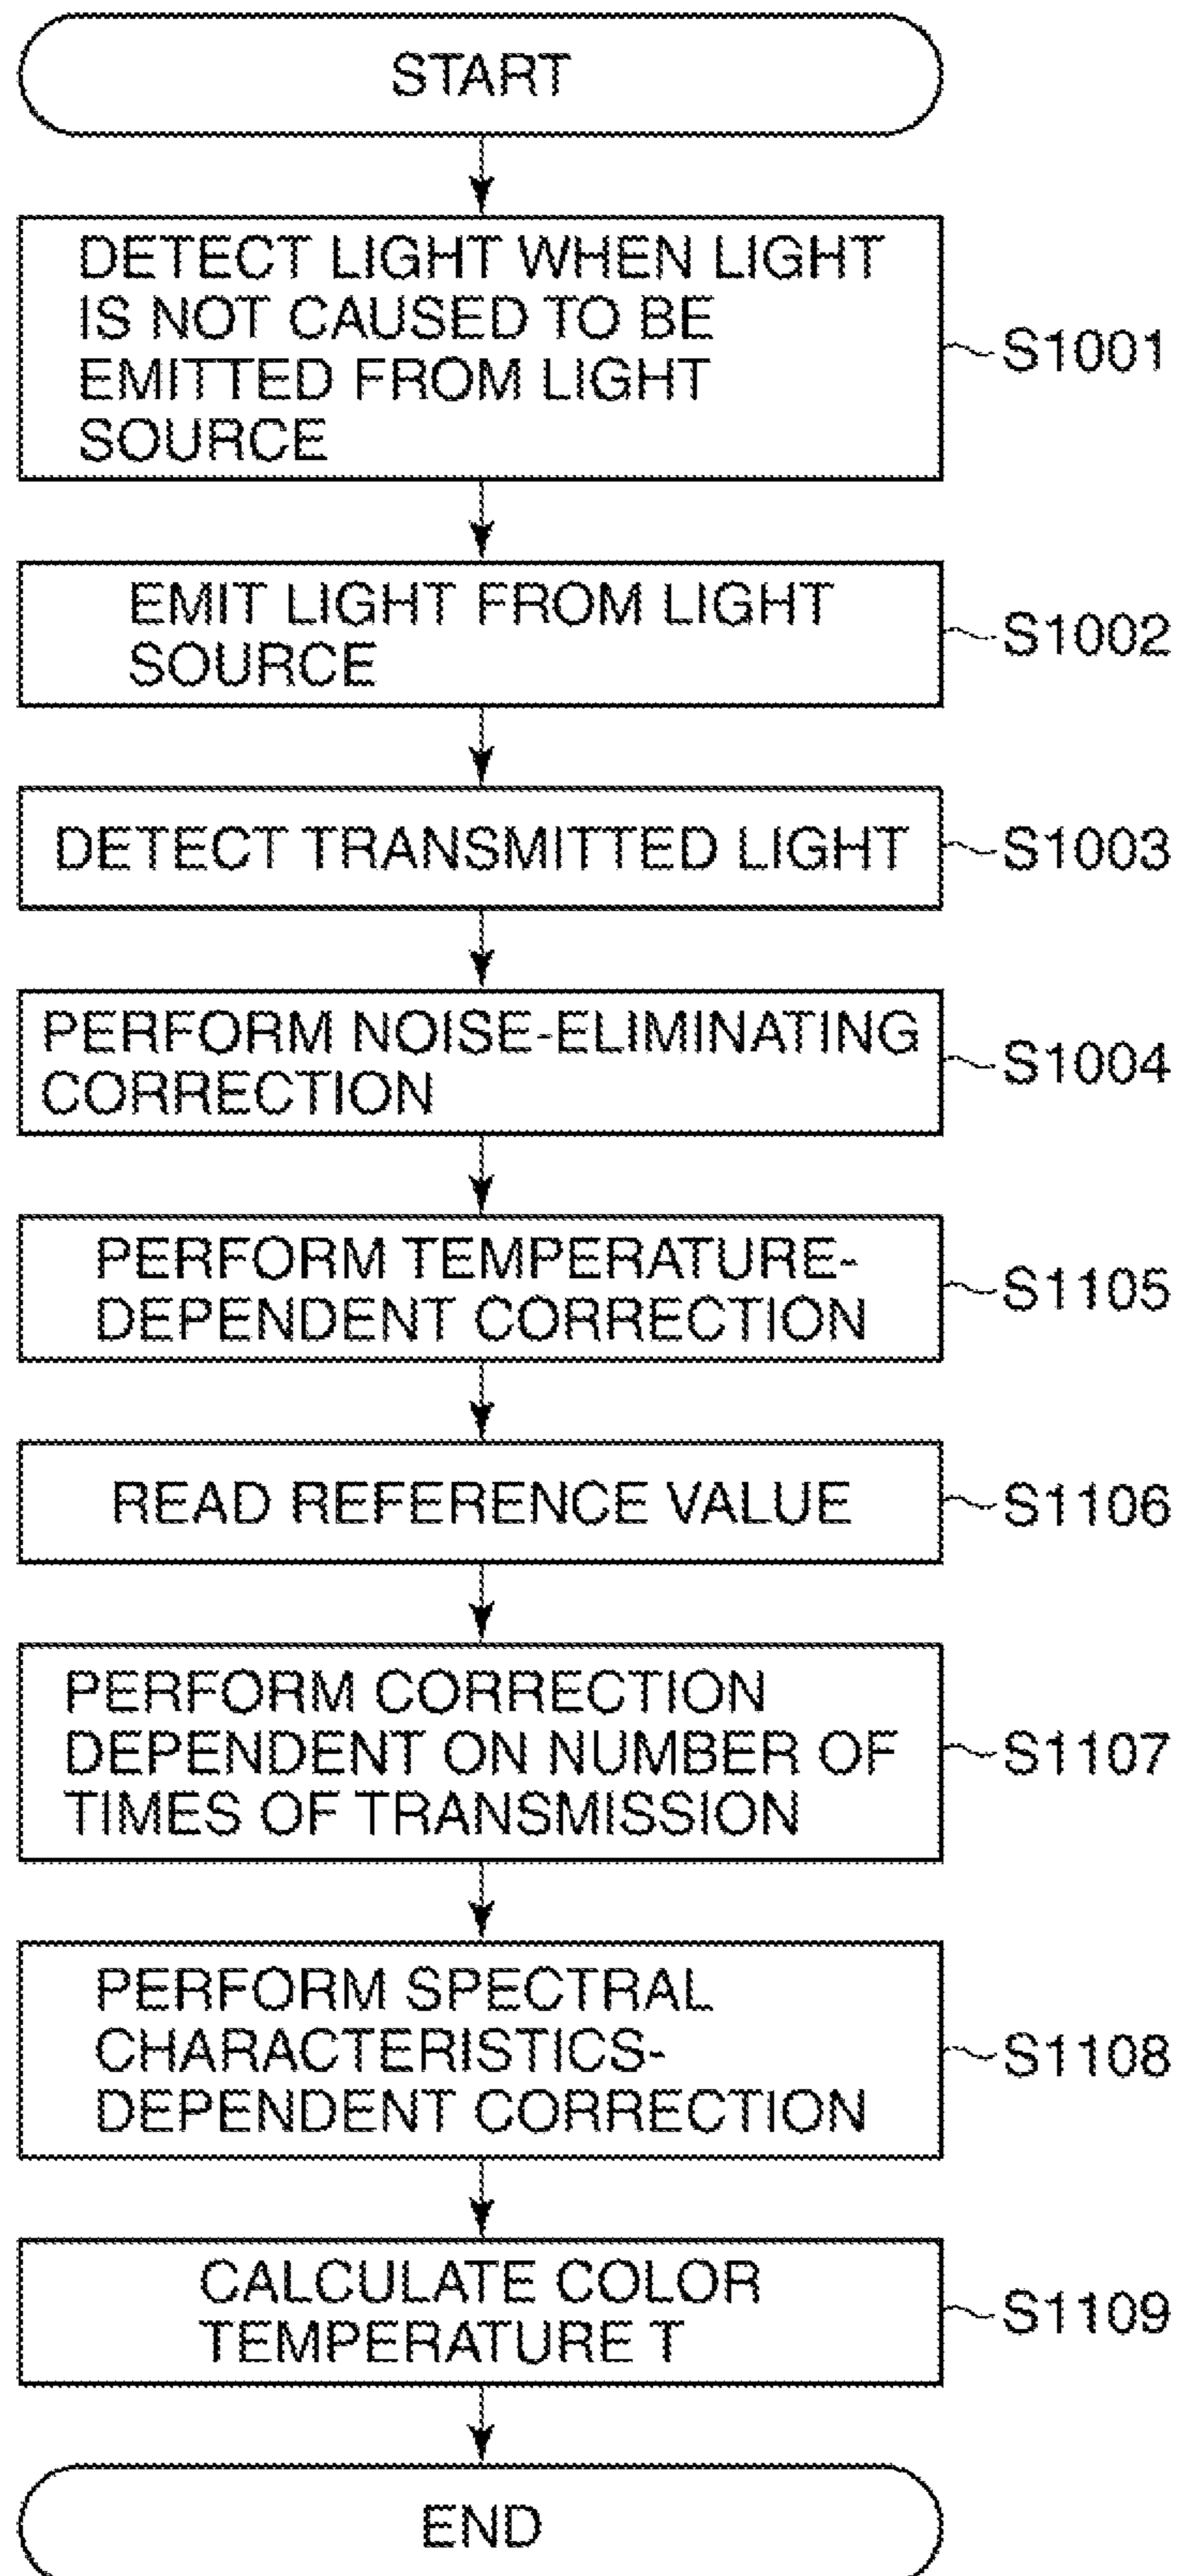 START
DETECT LIGHT WHEN LIGHT
IS NOT CAUSED TO BE
EMITTED FROM LIGHT
SOURCE
S1001
EMIT LIGHT FROM LIGHT
SOURCE
S1002
DETECT TRANSMITTED LIGHT
S1003
PERFORM NOISE-ELIMINATING
CORRECTION
S1004
PERFORM TEMPERATURE-
DEPENDENT CORRECTION
S1105
READ REFERENCE VALUE
S1106
PERFORM CORRECTION
DEPENDENT ON NUMBER OF
TIMES OF TRANSMISSION
S1107
PERFORM SPECTRAL
CHARACTERISTICS-
DEPENDENT CORRECTION
S1108
CALCULATE COLOR
TEMPERATURE T
S1109
END